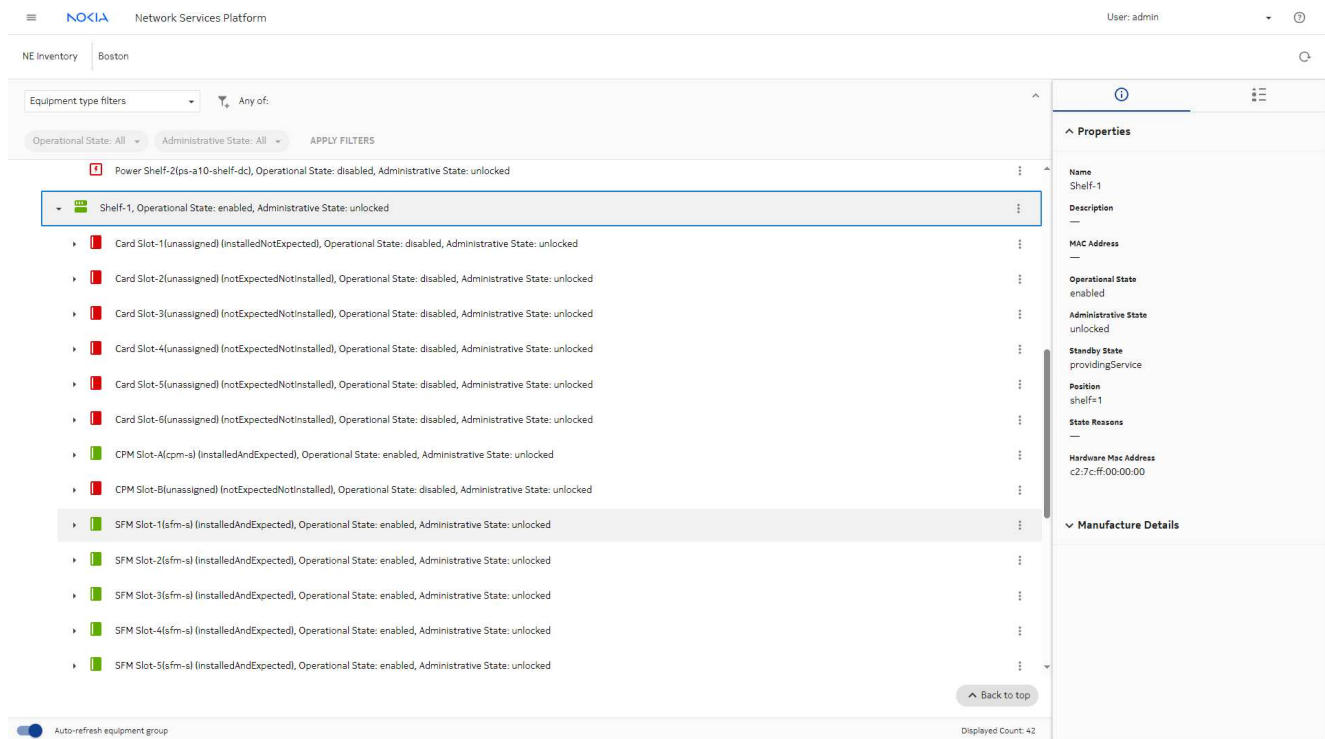 NOKIA Network Services Platform User: admin
NE Inventory Boston
Equipment type filters Any of:
Operational State: All Administrative State: All APPLY FILTERS
Power Shelf-2(ps-a10-shelf-dc), Operational State: disabled, Administrative State: unlocked
Shelf-1, Operational State: enabled, Administrative State: unlocked
Card Slot-1(unassigned) (installedNotExpected), Operational State: disabled, Administrative State: unlocked
Card Slot-2(unassigned) (notExpectedNotInstalled), Operational State: disabled, Administrative State: unlocked
Card Slot-3(unassigned) (notExpectedNotInstalled), Operational State: disabled, Administrative State: unlocked
Card Slot-4(unassigned) (notExpectedNotInstalled), Operational State: disabled, Administrative State: unlocked
Card Slot-5(unassigned) (notExpectedNotInstalled), Operational State: disabled, Administrative State: unlocked
Card Slot-6(unassigned) (notExpectedNotInstalled), Operational State: disabled, Administrative State: unlocked
CPM Slot-A(cpm-s) (installedAndExpected), Operational State: enabled, Administrative State: unlocked
CPM Slot-B(unassigned) (notExpectedNotInstalled), Operational State: disabled, Administrative State: unlocked
SFM Slot-1(sfm-s) (installedAndExpected), Operational State: enabled, Administrative State: unlocked
SFM Slot-2(sfm-s) (installedAndExpected), Operational State: enabled, Administrative State: unlocked
SFM Slot-3(sfm-s) (installedAndExpected), Operational State: enabled, Administrative State: unlocked
SFM Slot-4(sfm-s) (installedAndExpected), Operational State: enabled, Administrative State: unlocked
SFM Slot-5(sfm-s) (installedAndExpected), Operational State: enabled, Administrative State: unlocked
Back to top
Auto-refresh equipment group Displayed Count: 42
Properties
Name
Shelf-1
Description
—
MAC Address
—
Operational State
enabled
Administrative State
unlocked
Standby State
providingService
Position
shelf=1
State Reasons
—
Hardware Mac Address
c2:7c:ff:00:00:00
Manufacture Details